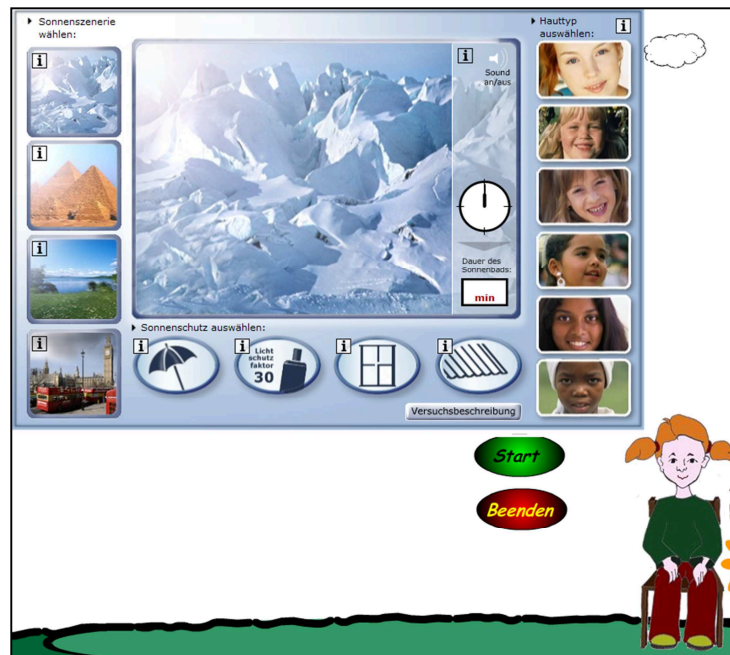 Sonnenszenerie
wählen:
Hauttyp
auswählen:
i
i
i
i
i
i
Sound
an/aus
Dauer des
Sonnenbads:
min
Sonnenschutz auswählen:
i
i
i
i
Licht
schutz
faktor
30
Versuchsbeschreibung
Start
Beenden